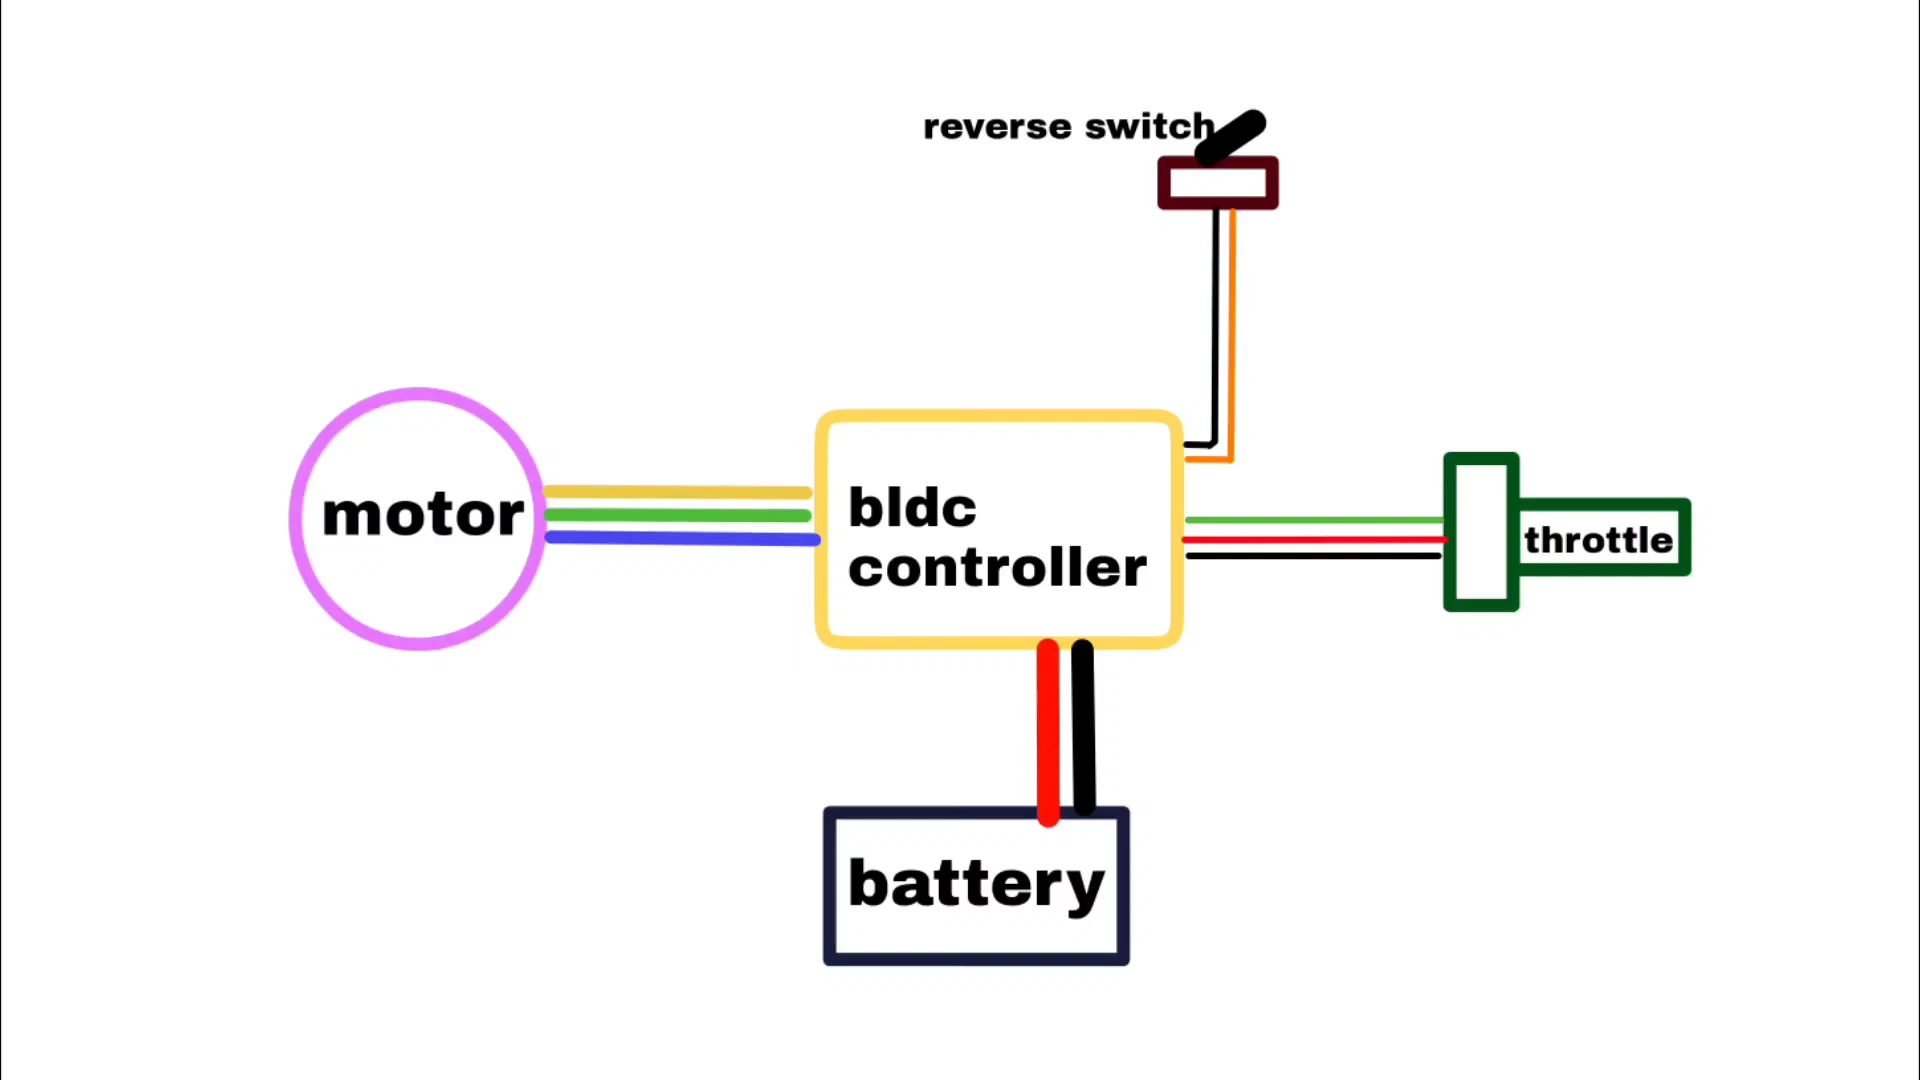 reverse switch
motor
bldc
controller
throttle
battery